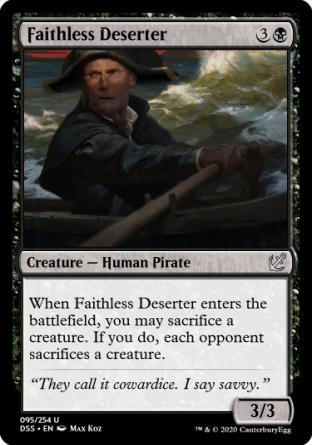 Faithless Deserter 3
Creature — Human Pirate
When Faithless Deserter enters the
battlefield, you may sacrifice a
creature. If you do, each opponent
sacrifices a creature.
“They call it cowardice. I say savvy.”
3/3
095/254 U
DSS • EN Max Koz
™ & © 2020 CanterburyEgg